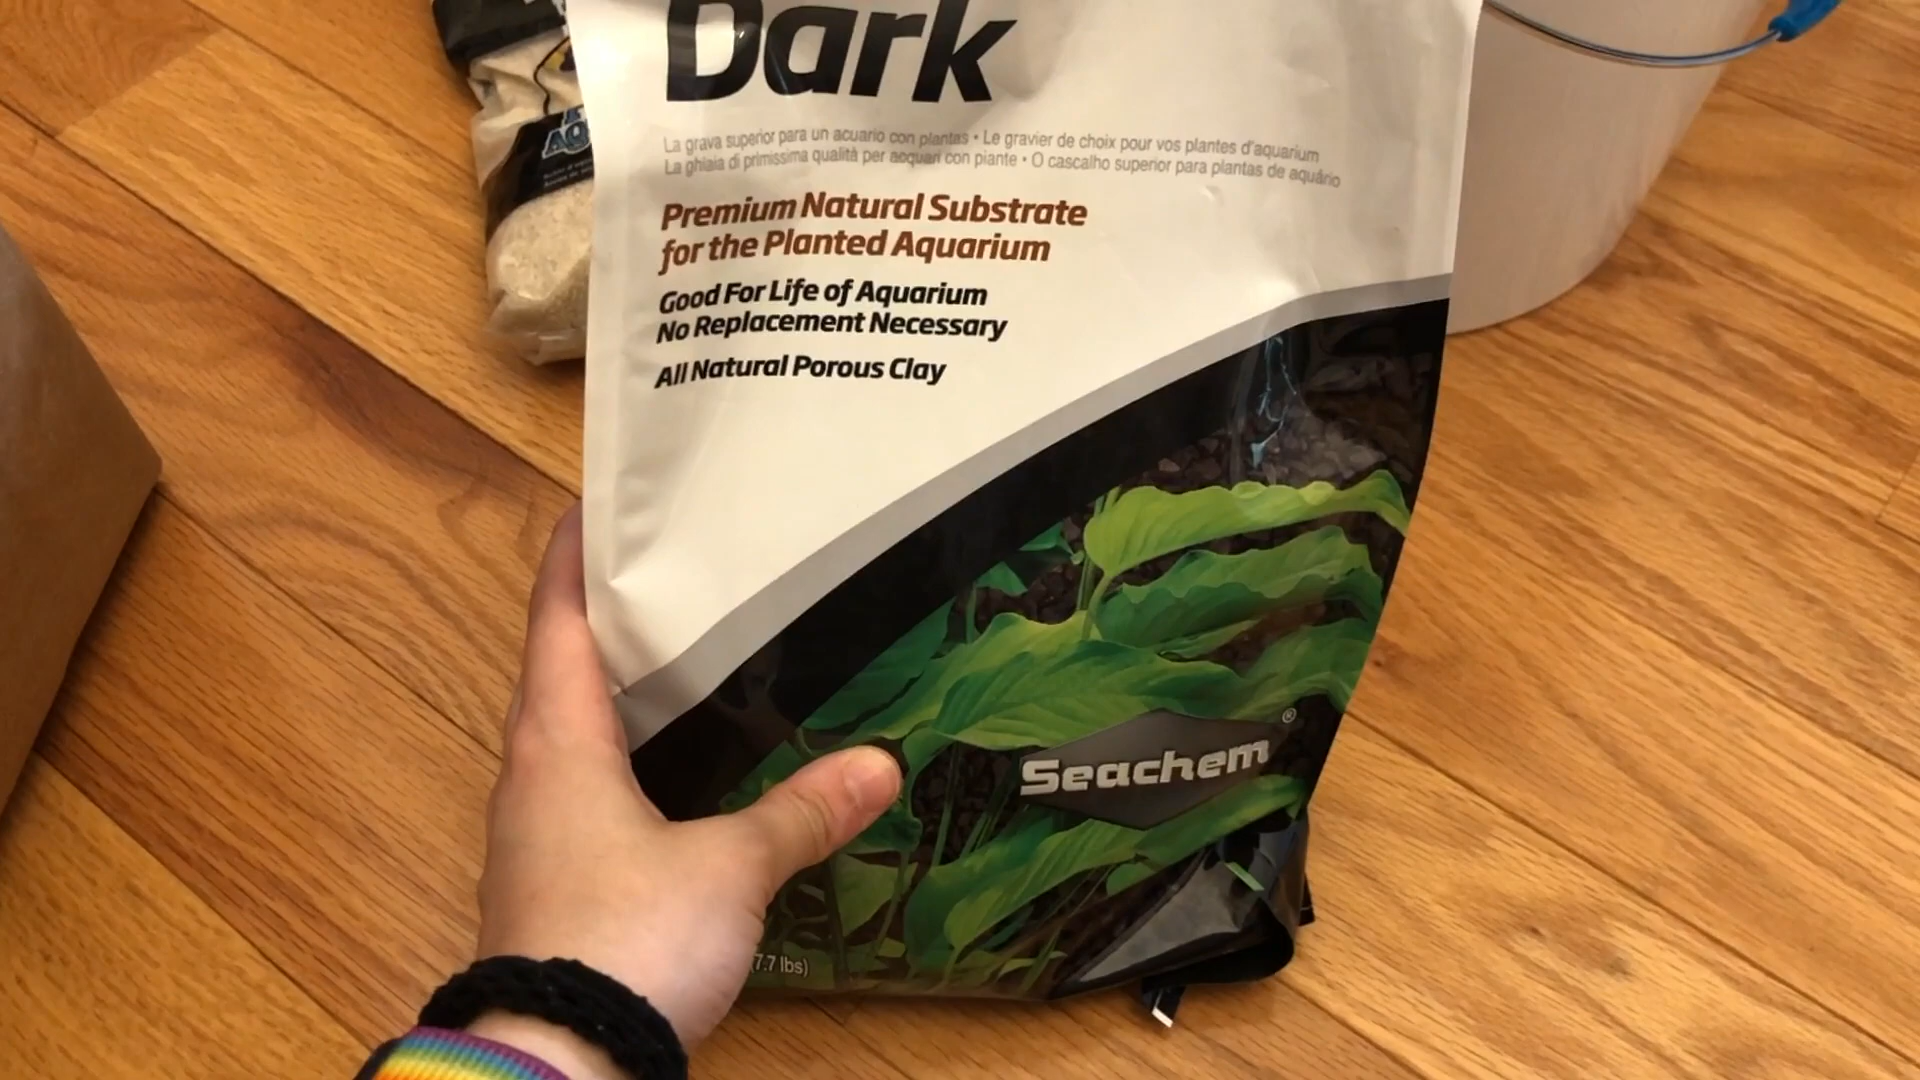 Dark
La grava superior para un acuario con plantas • Le gravier de choix pour vos plantes d'aquarium
La ghiaia di primissima qualità per acquari con piante • O cascalho superior para plantas de aquário
Premium Natural Substrate
for the Planted Aquarium
Good For Life of Aquarium
No Replacement Necessary
All Natural Porous Clay
Seachem®
(7.7 lbs)